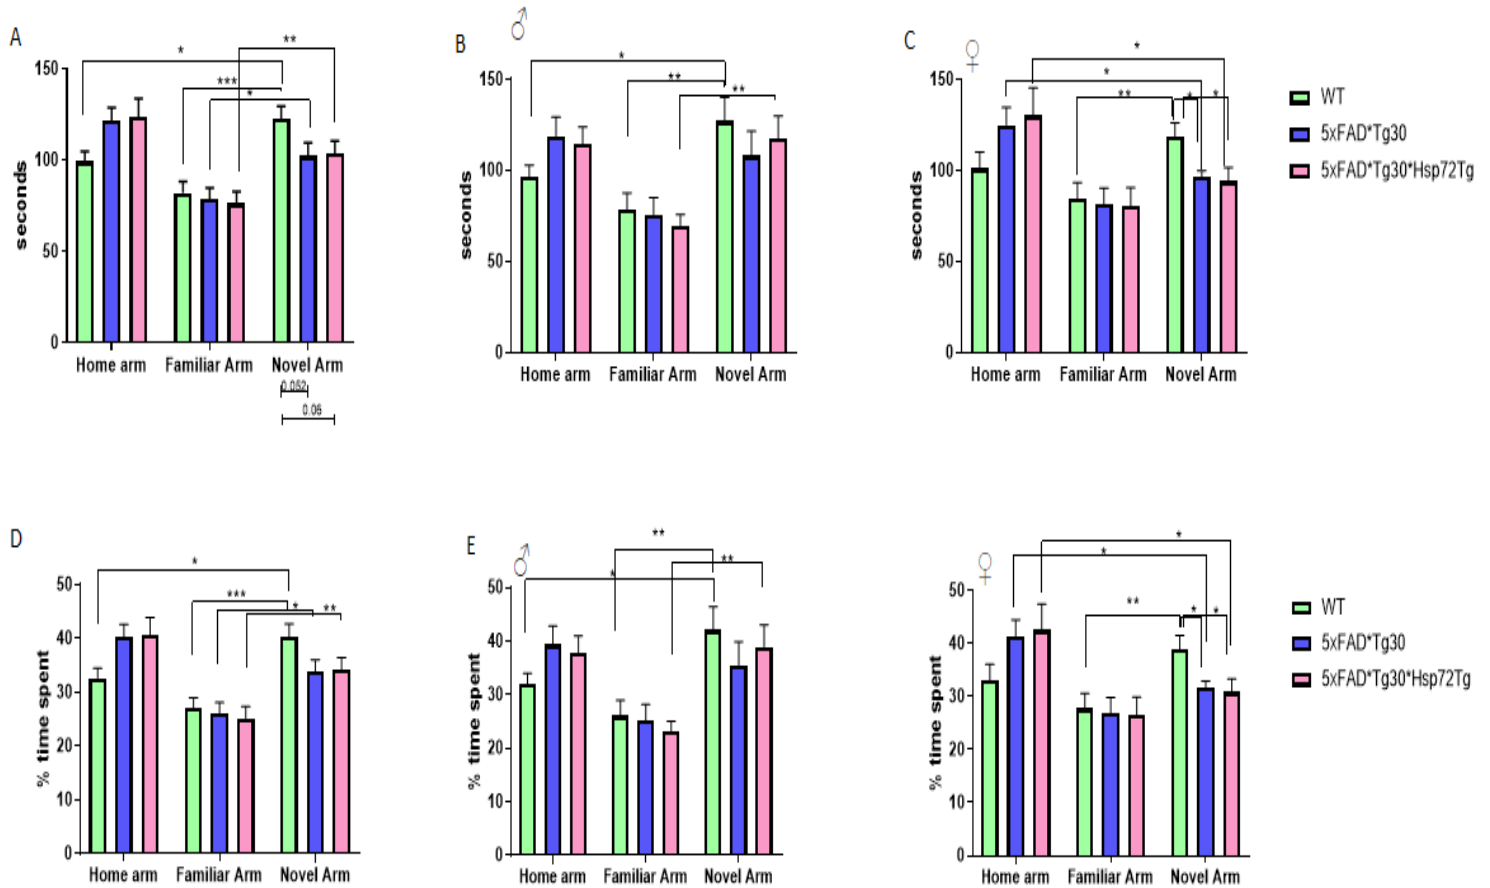 A
B
♂
C
♀
150
100
50
0
seconds
*
***
*
**
Home arm
Familiar Arm
Novel Arm
0.052
0.06
150
100
50
0
seconds
*
**
**
Home arm
Familiar Arm
Novel Arm
150
100
50
0
seconds
*
*
**
*
*
Home arm
Familiar Arm
Novel Arm
WT
5xFAD*Tg30
5xFAD*Tg30*Hsp72Tg
D
50
40
30
20
10
0
% time spent
*
***
*
**
Home arm
Familiar Arm
Novel Arm
E
♂
50
40
30
20
10
0
% time spent
**
**
*
Home arm
Familiar Arm
Novel Arm
♀
50
40
30
20
10
0
% time spent
*
*
**
*
*
Home arm
Familiar Arm
Novel Arm
WT
5xFAD*Tg30
5xFAD*Tg30*Hsp72Tg